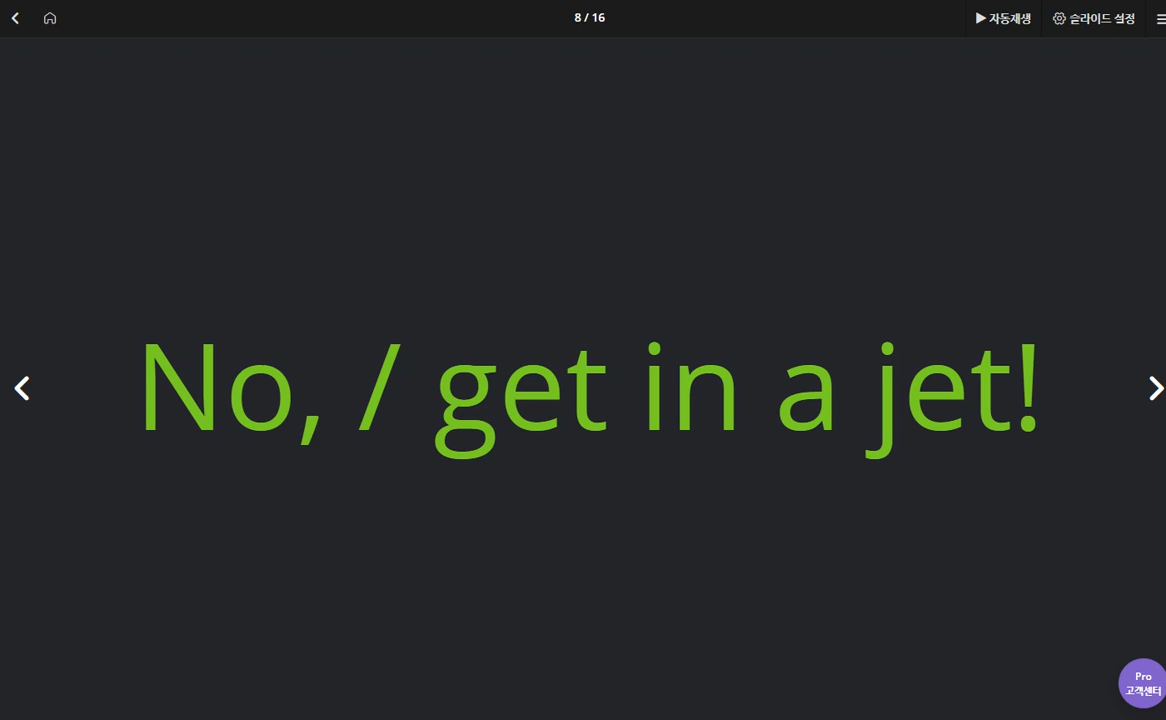 8 / 16
자동재생
슬라이드 설정
No, / get in a jet!
Pro
고객센터